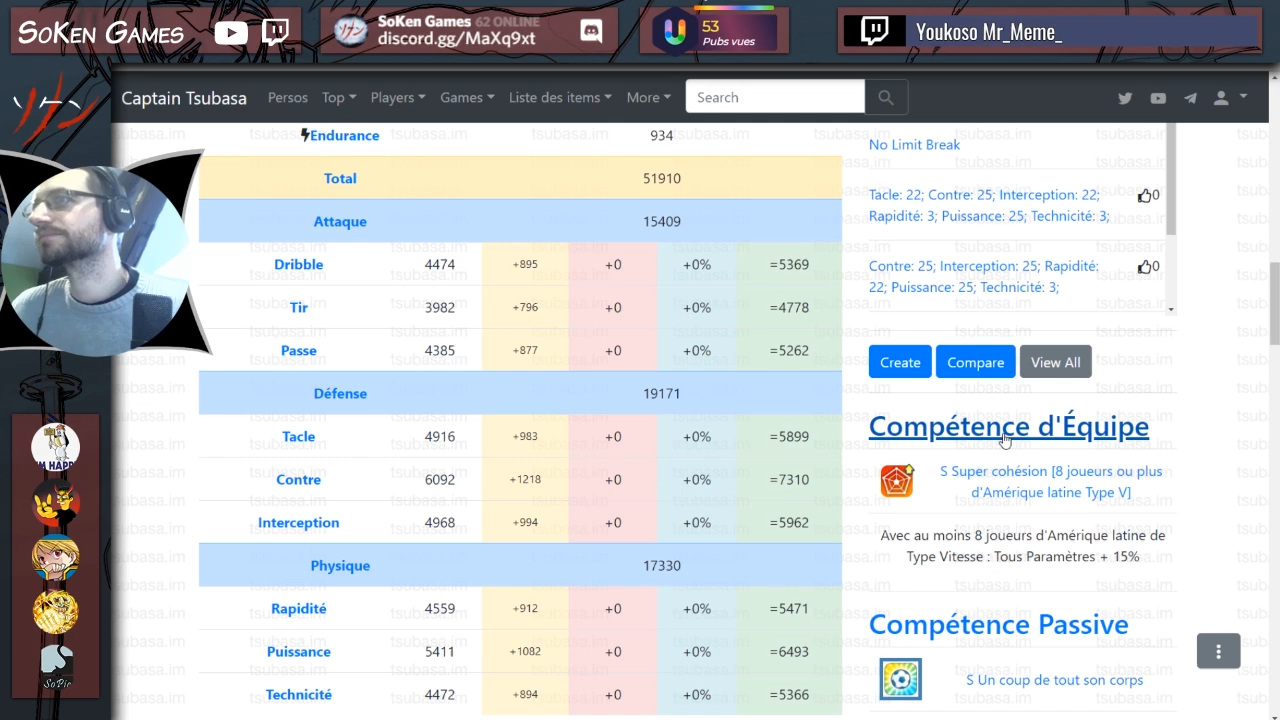 SoKen Games
SoKen Games 62 ONLINE
discord.gg/MaXq9xt
53
Pubs vues
Youkoso Mr_Meme_
Captain Tsubasa
Persos
Top
Players
Games
Liste des items
More
Search
Endurance 934
Total 51910
Attaque 15409
Dribble 4474 +895 +0 +0% =5369
Tir 3982 +796 +0 +0% =4778
Passe 4385 +877 +0 +0% =5262
Défense 19171
Tacle 4916 +983 +0 +0% =5899
Contre 6092 +1218 +0 +0% =7310
Interception 4968 +994 +0 +0% =5962
Physique 17330
Rapidité 4559 +912 +0 +0% =5471
Puissance 5411 +1082 +0 +0% =6493
Technicité 4472 +894 +0 +0% =5366
No Limit Break
Tacle: 22; Contre: 25; Interception: 22;
Rapidité: 3; Puissance: 25; Technicité: 3;
0
Contre: 25; Interception: 25; Rapidité:
22; Puissance: 25; Technicité: 3;
0
Create
Compare
View All
Compétence d'Équipe
S Super cohésion [8 joueurs ou plus
d'Amérique latine Type V]
Avec au moins 8 joueurs d'Amérique latine de
Type Vitesse : Tous Paramètres + 15%
Compétence Passive
S Un coup de tout son corps
tsubasa.im